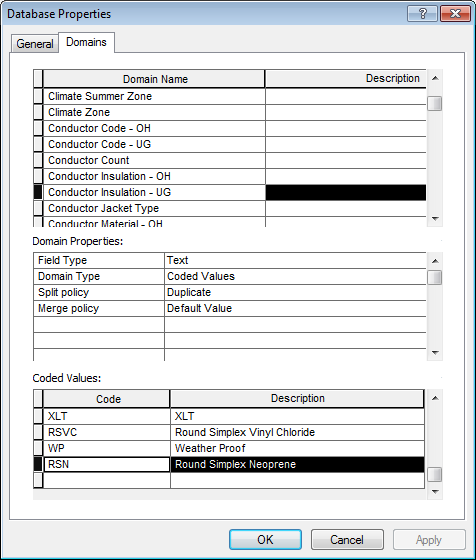 Database Properties
General Domains
Domain Name Description
Climate Summer Zone
Climate Zone
Conductor Code - OH
Conductor Code - UG
Conductor Count
Conductor Insulation - OH
Conductor Insulation - UG
Conductor Jacket Type
Conductor Material - OH
Domain Properties:
Field Type Text
Domain Type Coded Values
Split policy Duplicate
Merge policy Default Value
Coded Values:
Code Description
XLT XLT
RSVC Round Simplex Vinyl Chloride
WP Weather Proof
RSN Round Simplex Neoprene
OK Cancel Apply